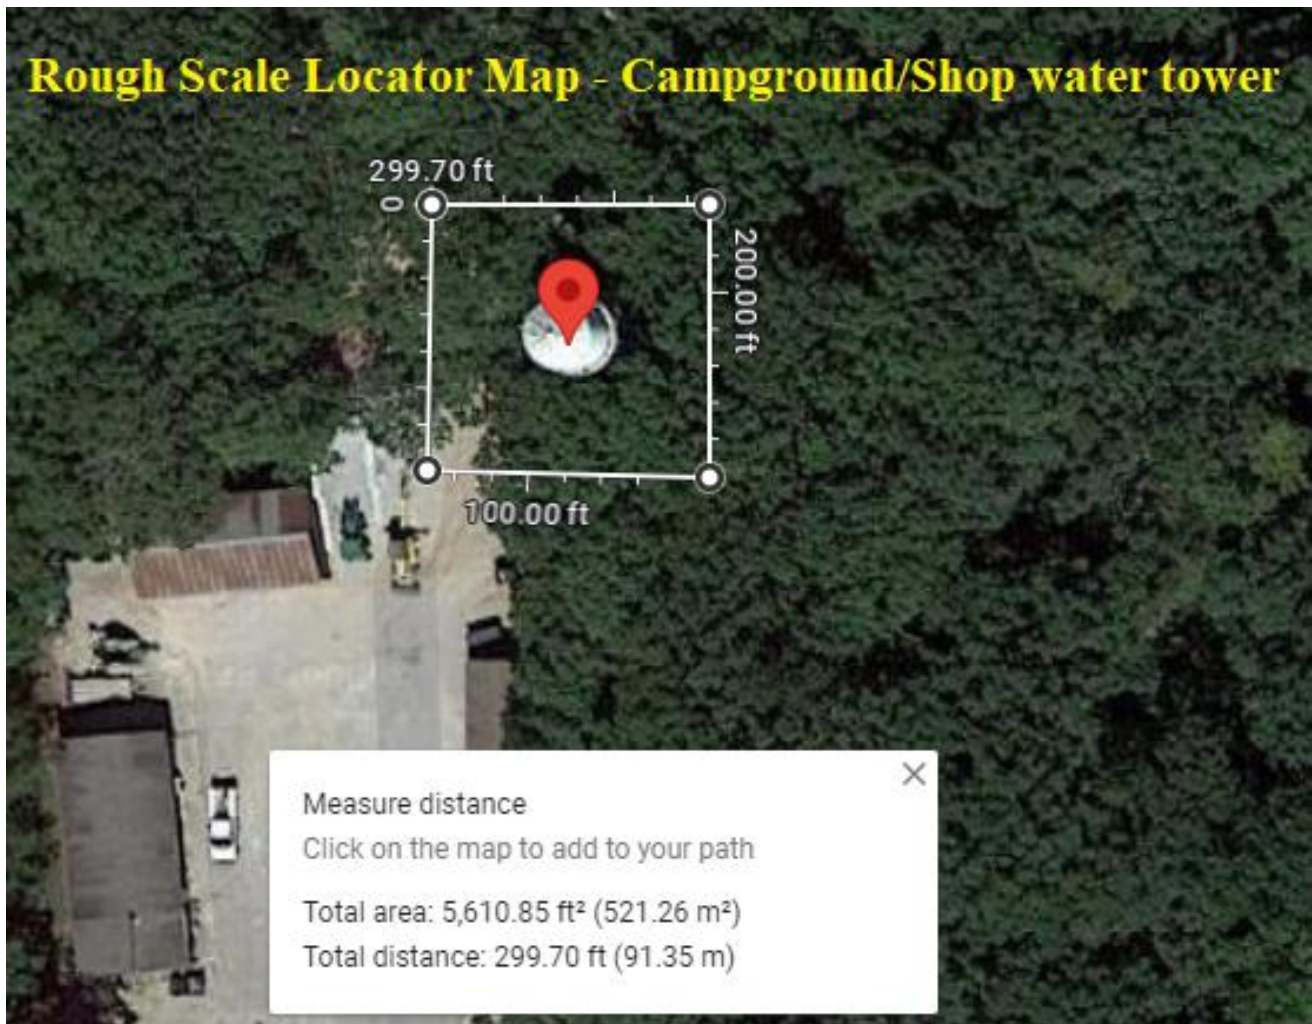 Rough Scale Locator Map - Campground/Shop water tower
299.70 ft
0
200.00 ft
100.00 ft
Measure distance
Click on the map to add to your path
Total area: 5,610.85 ft² (521.26 m²)
Total distance: 299.70 ft (91.35 m)